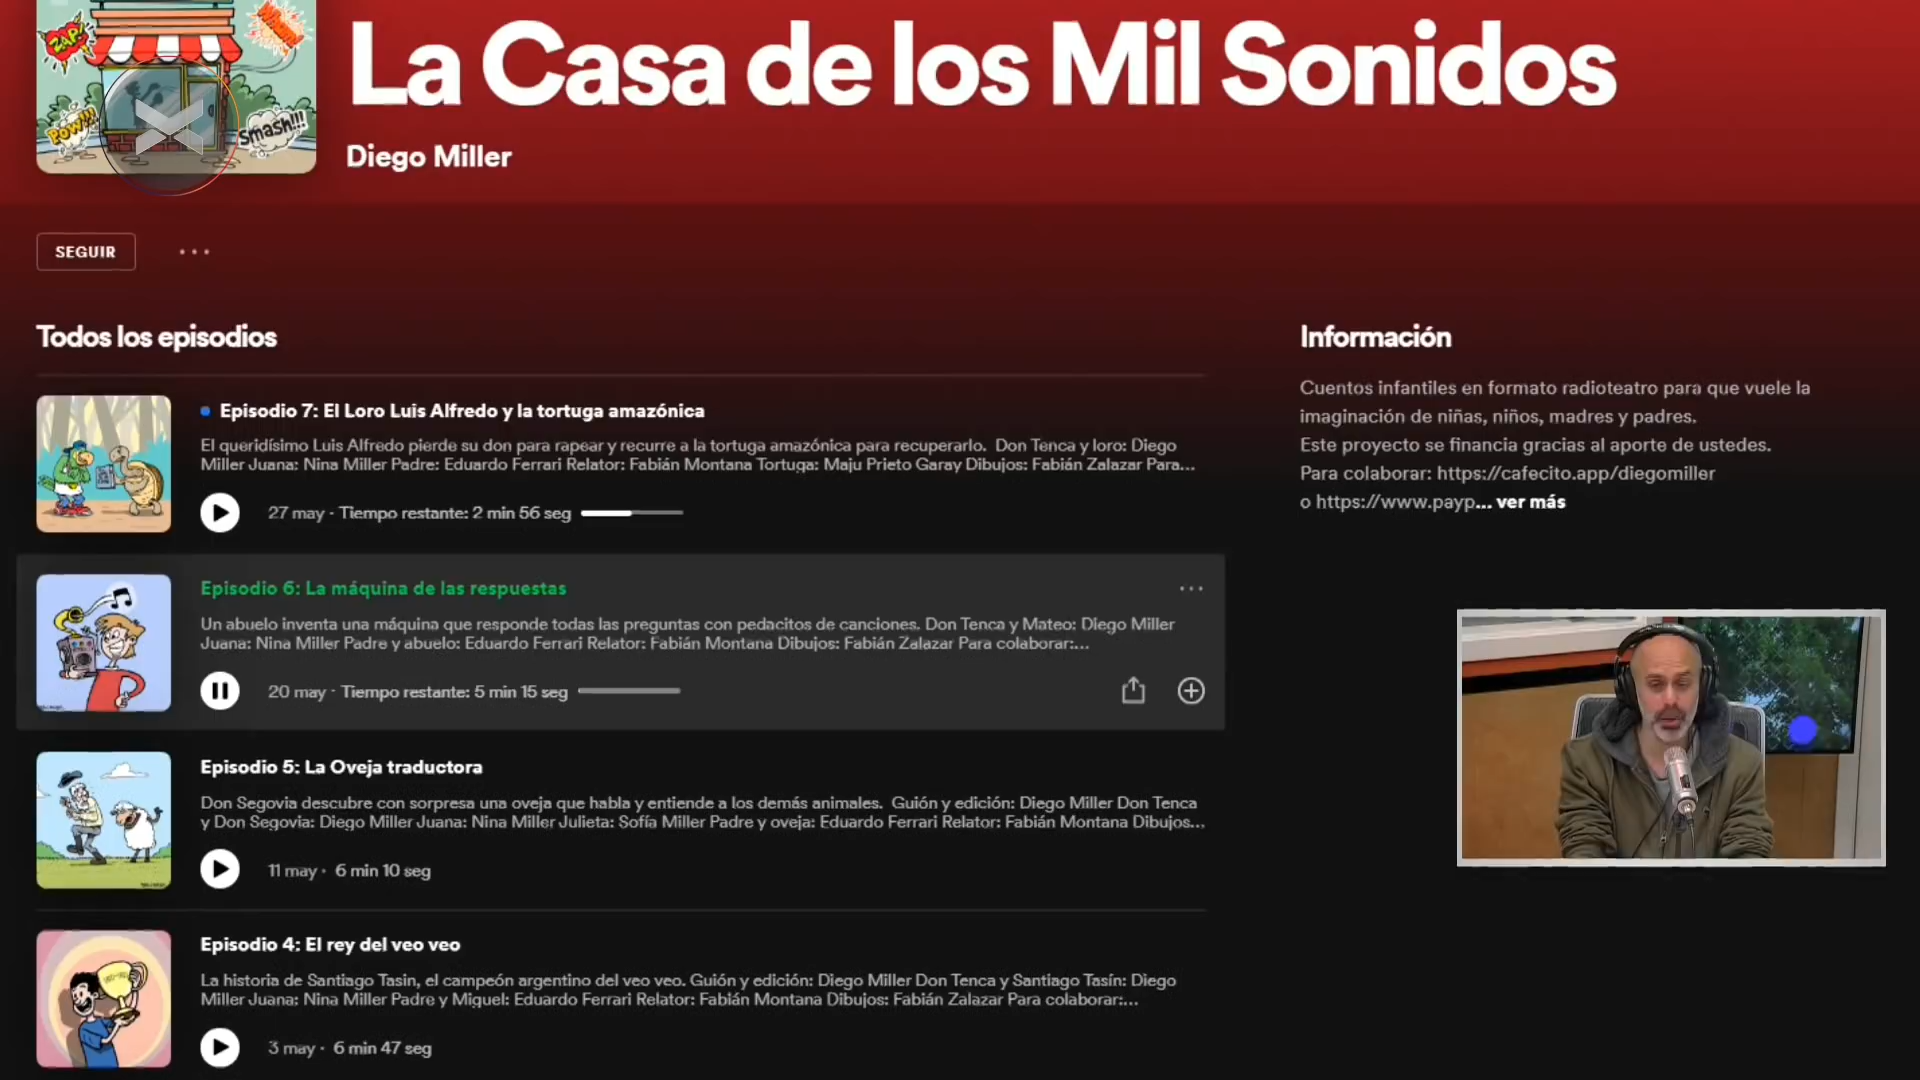 ZAP!
POW!!!
Smash!!!
La Casa de los Mil Sonidos
Diego Miller
SEGUIR
Todos los episodios
Episodio 7: El Loro Luis Alfredo y la tortuga amazónica
El queridísimo Luis Alfredo pierde su don para rapear y recurre a la tortuga amazónica para recuperarlo. Don Tenca y loro: Diego
Miller Juana: Nina Miller Padre: Eduardo Ferrari Relator: Fabián Montana Tortuga: Maju Prieto Garay Dibujos: Fabián Zalazar Para...
27 may · Tiempo restante: 2 min 56 seg
Episodio 6: La máquina de las respuestas
Un abuelo inventa una máquina que responde todas las preguntas con pedacitos de canciones. Don Tenca y Mateo: Diego Miller
Juana: Nina Miller Padre y abuelo: Eduardo Ferrari Relator: Fabián Montana Dibujos: Fabián Zalazar Para colaborar:...
20 may · Tiempo restante: 5 min 15 seg
Episodio 5: La Oveja traductora
Don Segovia descubre con sorpresa una oveja que habla y entiende a los demás animales. Guión y edición: Diego Miller Don Tenca
y Don Segovia: Diego Miller Juana: Nina Miller Julieta: Sofía Miller Padre y oveja: Eduardo Ferrari Relator: Fabián Montana Dibujos...
11 may · 6 min 10 seg
Episodio 4: El rey del veo veo
La historia de Santiago Tasin, el campeón argentino del veo veo. Guión y edición: Diego Miller Don Tenca y Santiago Tasín: Diego
Miller Juana: Nina Miller Padre y Miguel: Eduardo Ferrari Relator: Fabián Montana Dibujos: Fabián Zalazar Para colaborar:...
3 may · 6 min 47 seg
Información
Cuentos infantiles en formato radioteatro para que vuele la
imaginación de niñas, niños, madres y padres.
Este proyecto se financia gracias al aporte de ustedes.
Para colaborar: https://cafecito.app/diegomiller
o https://www.payp... ver más